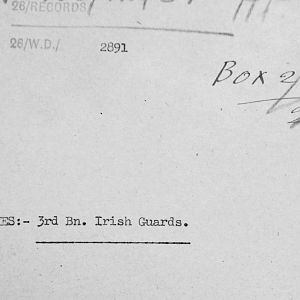 26/RECORDS
26/W.D./ 2891
Box 2
ES:- 3rd Bn. Irish Guards.